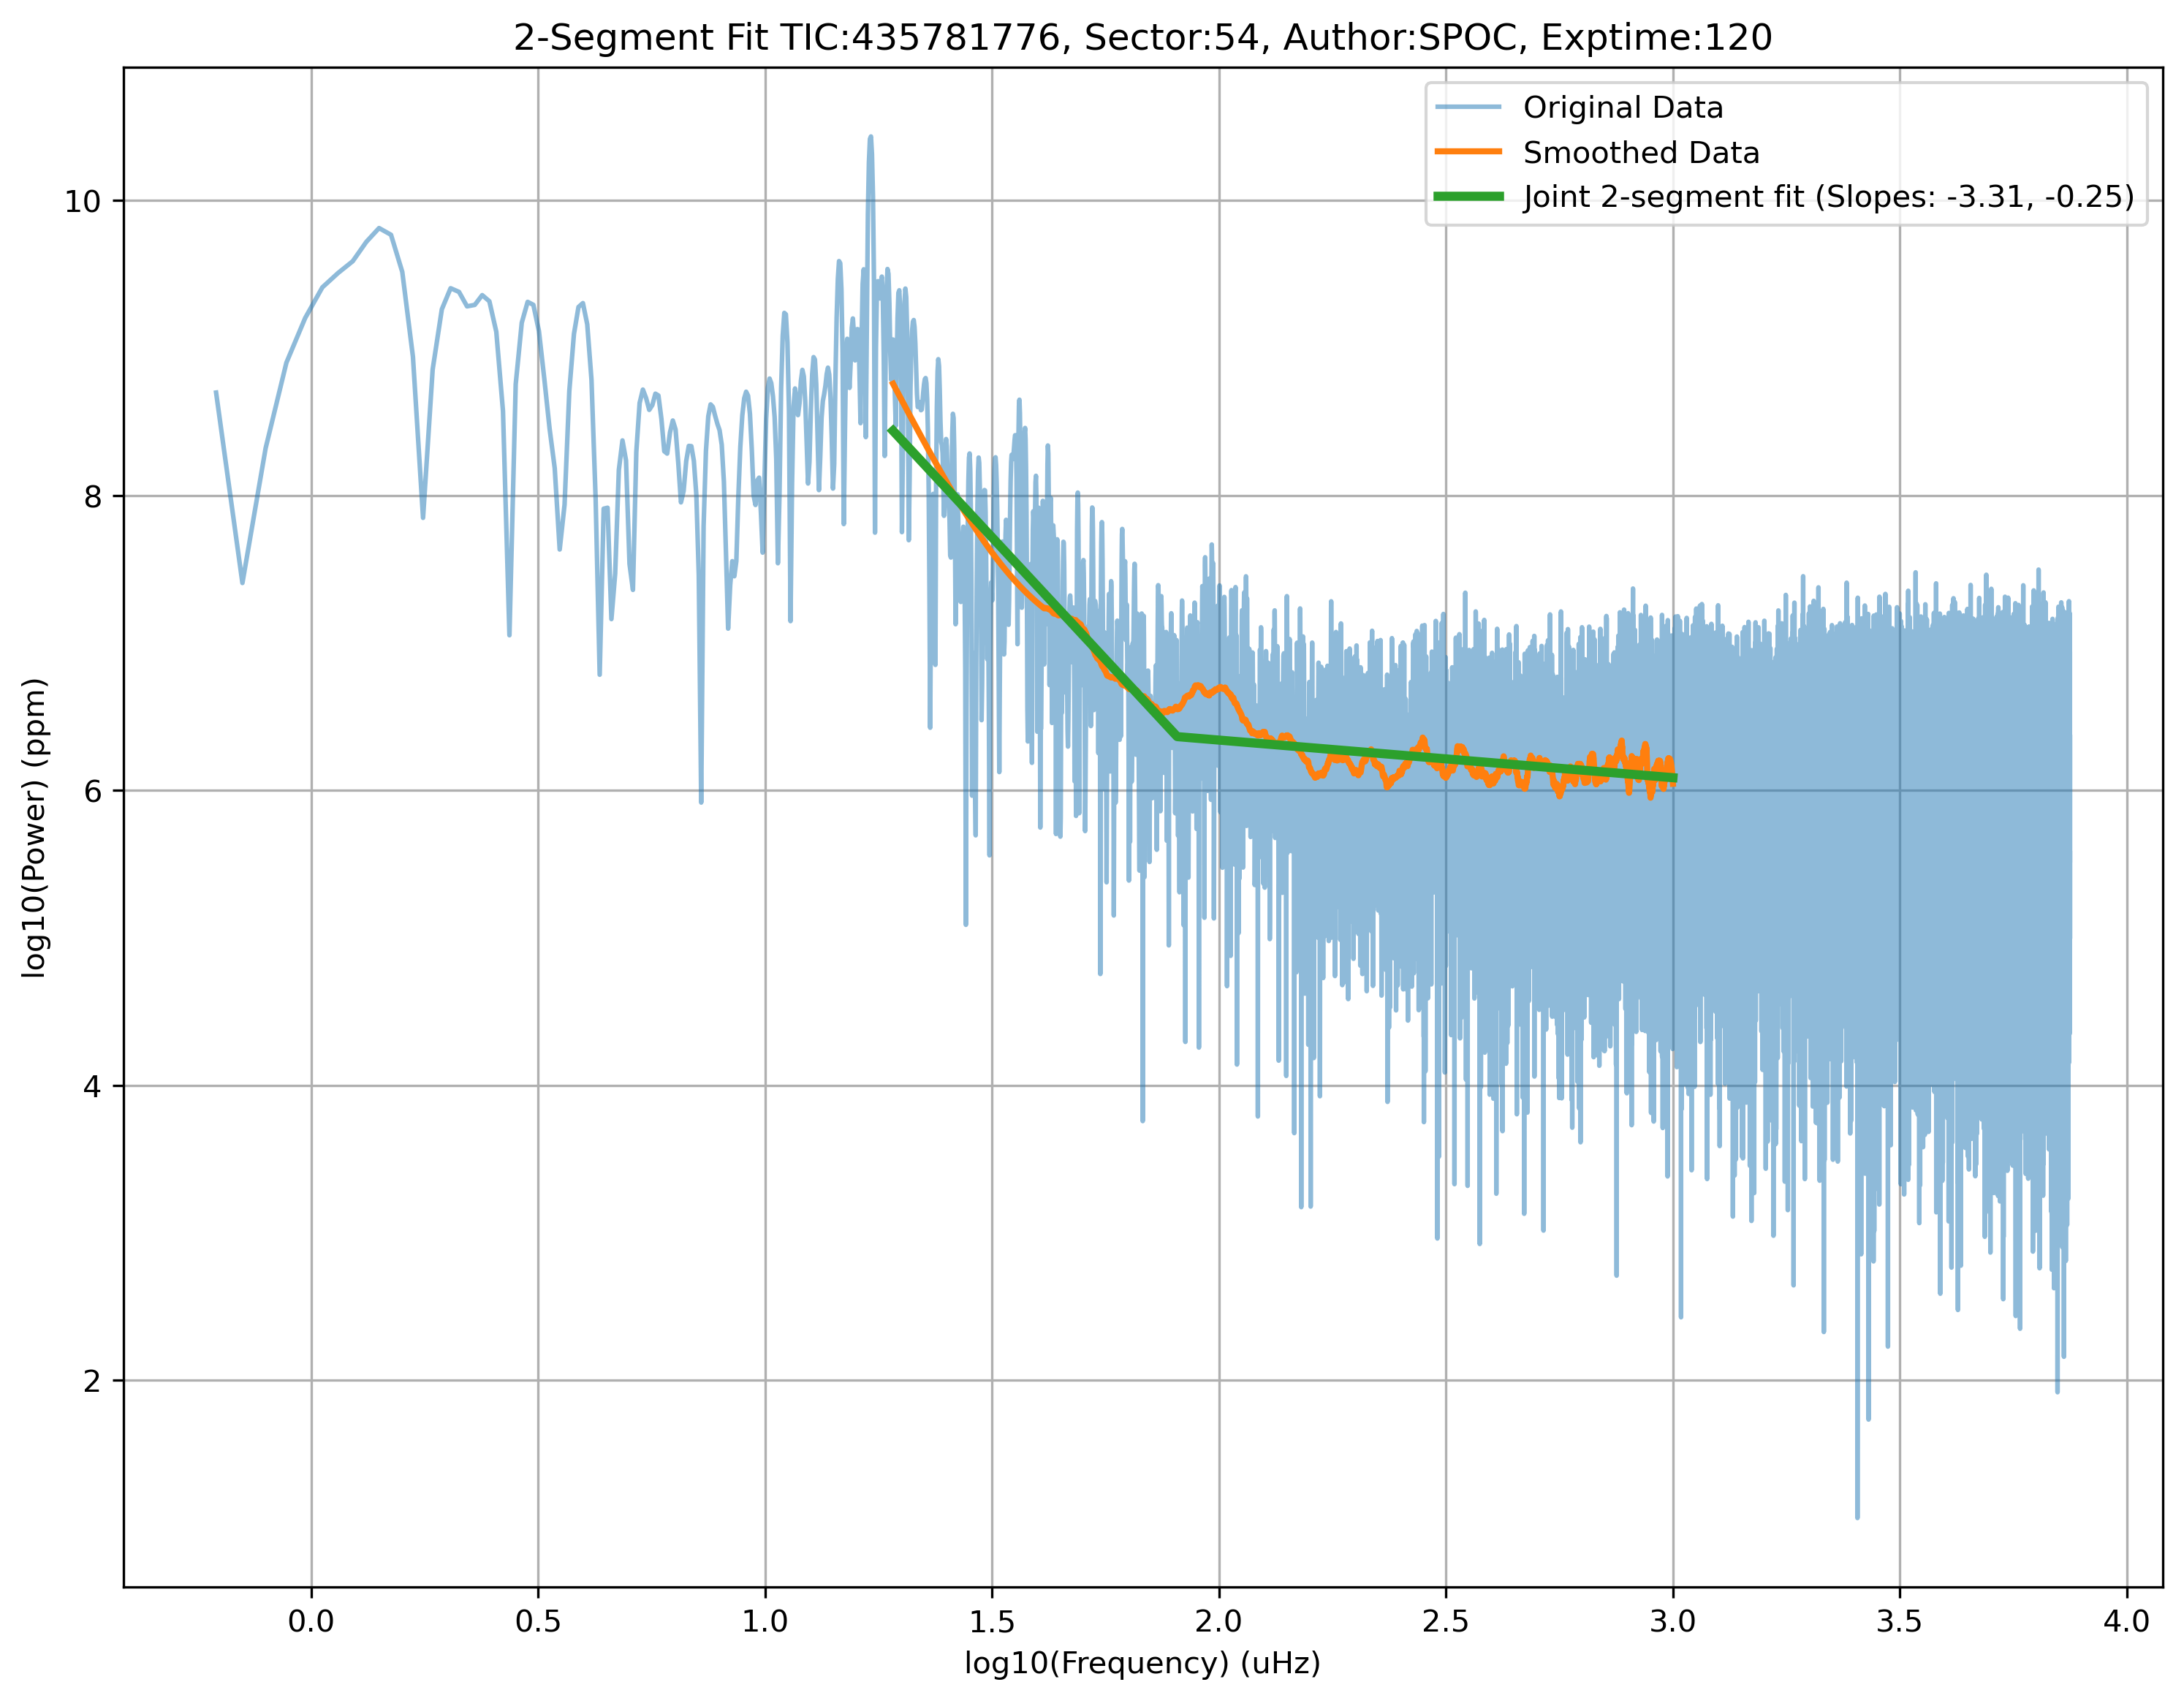 2-Segment Fit TIC:435781776, Sector:54, Author:SPOC, Exptime:120
Original Data
Smoothed Data
Joint 2-segment fit (Slopes: -3.31, -0.25)
log10(Power) (ppm)
10
8
6
4
2
0.0 0.5 1.0 1.5 2.0 2.5 3.0 3.5 4.0
log10(Frequency) (uHz)